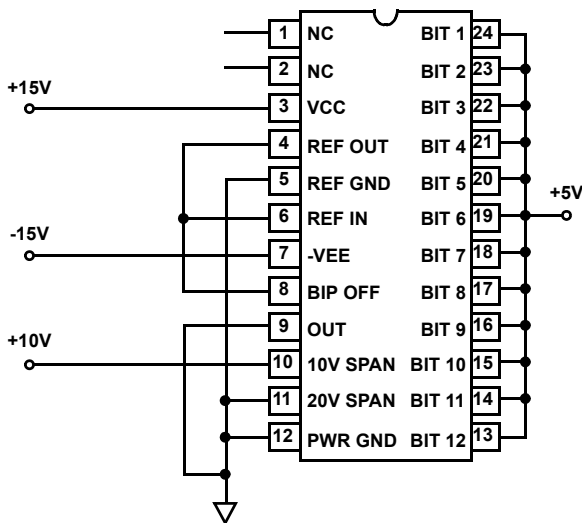 1 NC BIT 1 24
2 NC BIT 2 23
+15V
3 VCC BIT 3 22
4 REF OUT BIT 4 21
5 REF GND BIT 5 20
+5V
6 REF IN BIT 6 19
-15V
7 -VEE BIT 7 18
8 BIP OFF BIT 8 17
9 OUT BIT 9 16
+10V
10 10V SPAN BIT 10 15
11 20V SPAN BIT 11 14
12 PWR GND BIT 12 13